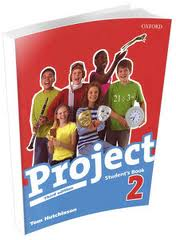 OXFORD
21 : 3 =
Project
Third edition
Student's Book
2
Tom Hutchinson